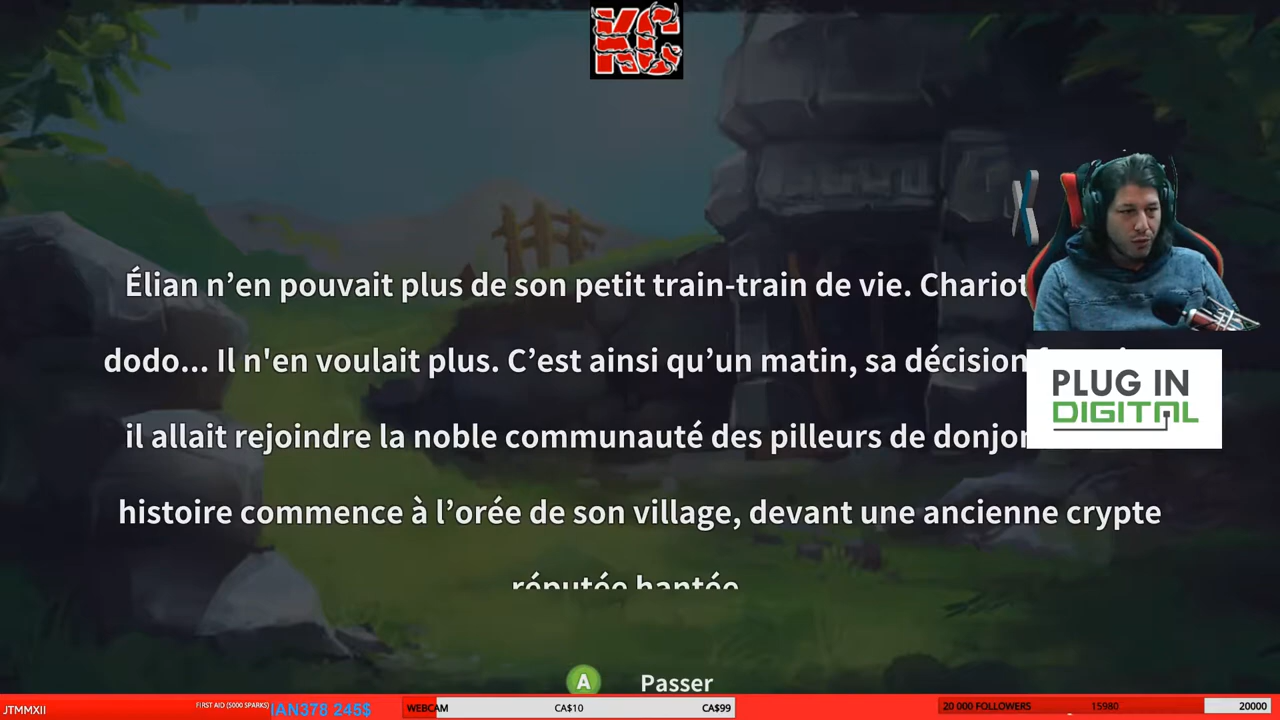 KC
Élian n’en pouvait plus de son petit train-train de vie. Chariot
dodo... Il n'en voulait plus. C’est ainsi qu’un matin, sa décision
il allait rejoindre la noble communauté des pilleurs de
histoire commence à l’orée de son village, devant une ancienne crypte
réputée hantée
PLUG IN
DIGITAL
A Passer
JTMMXII FIRST AID (5000 SPARKS) IAN378 245$ WEBCAM CA$10 CA$99 20 000 FOLLOWERS 15980 20000